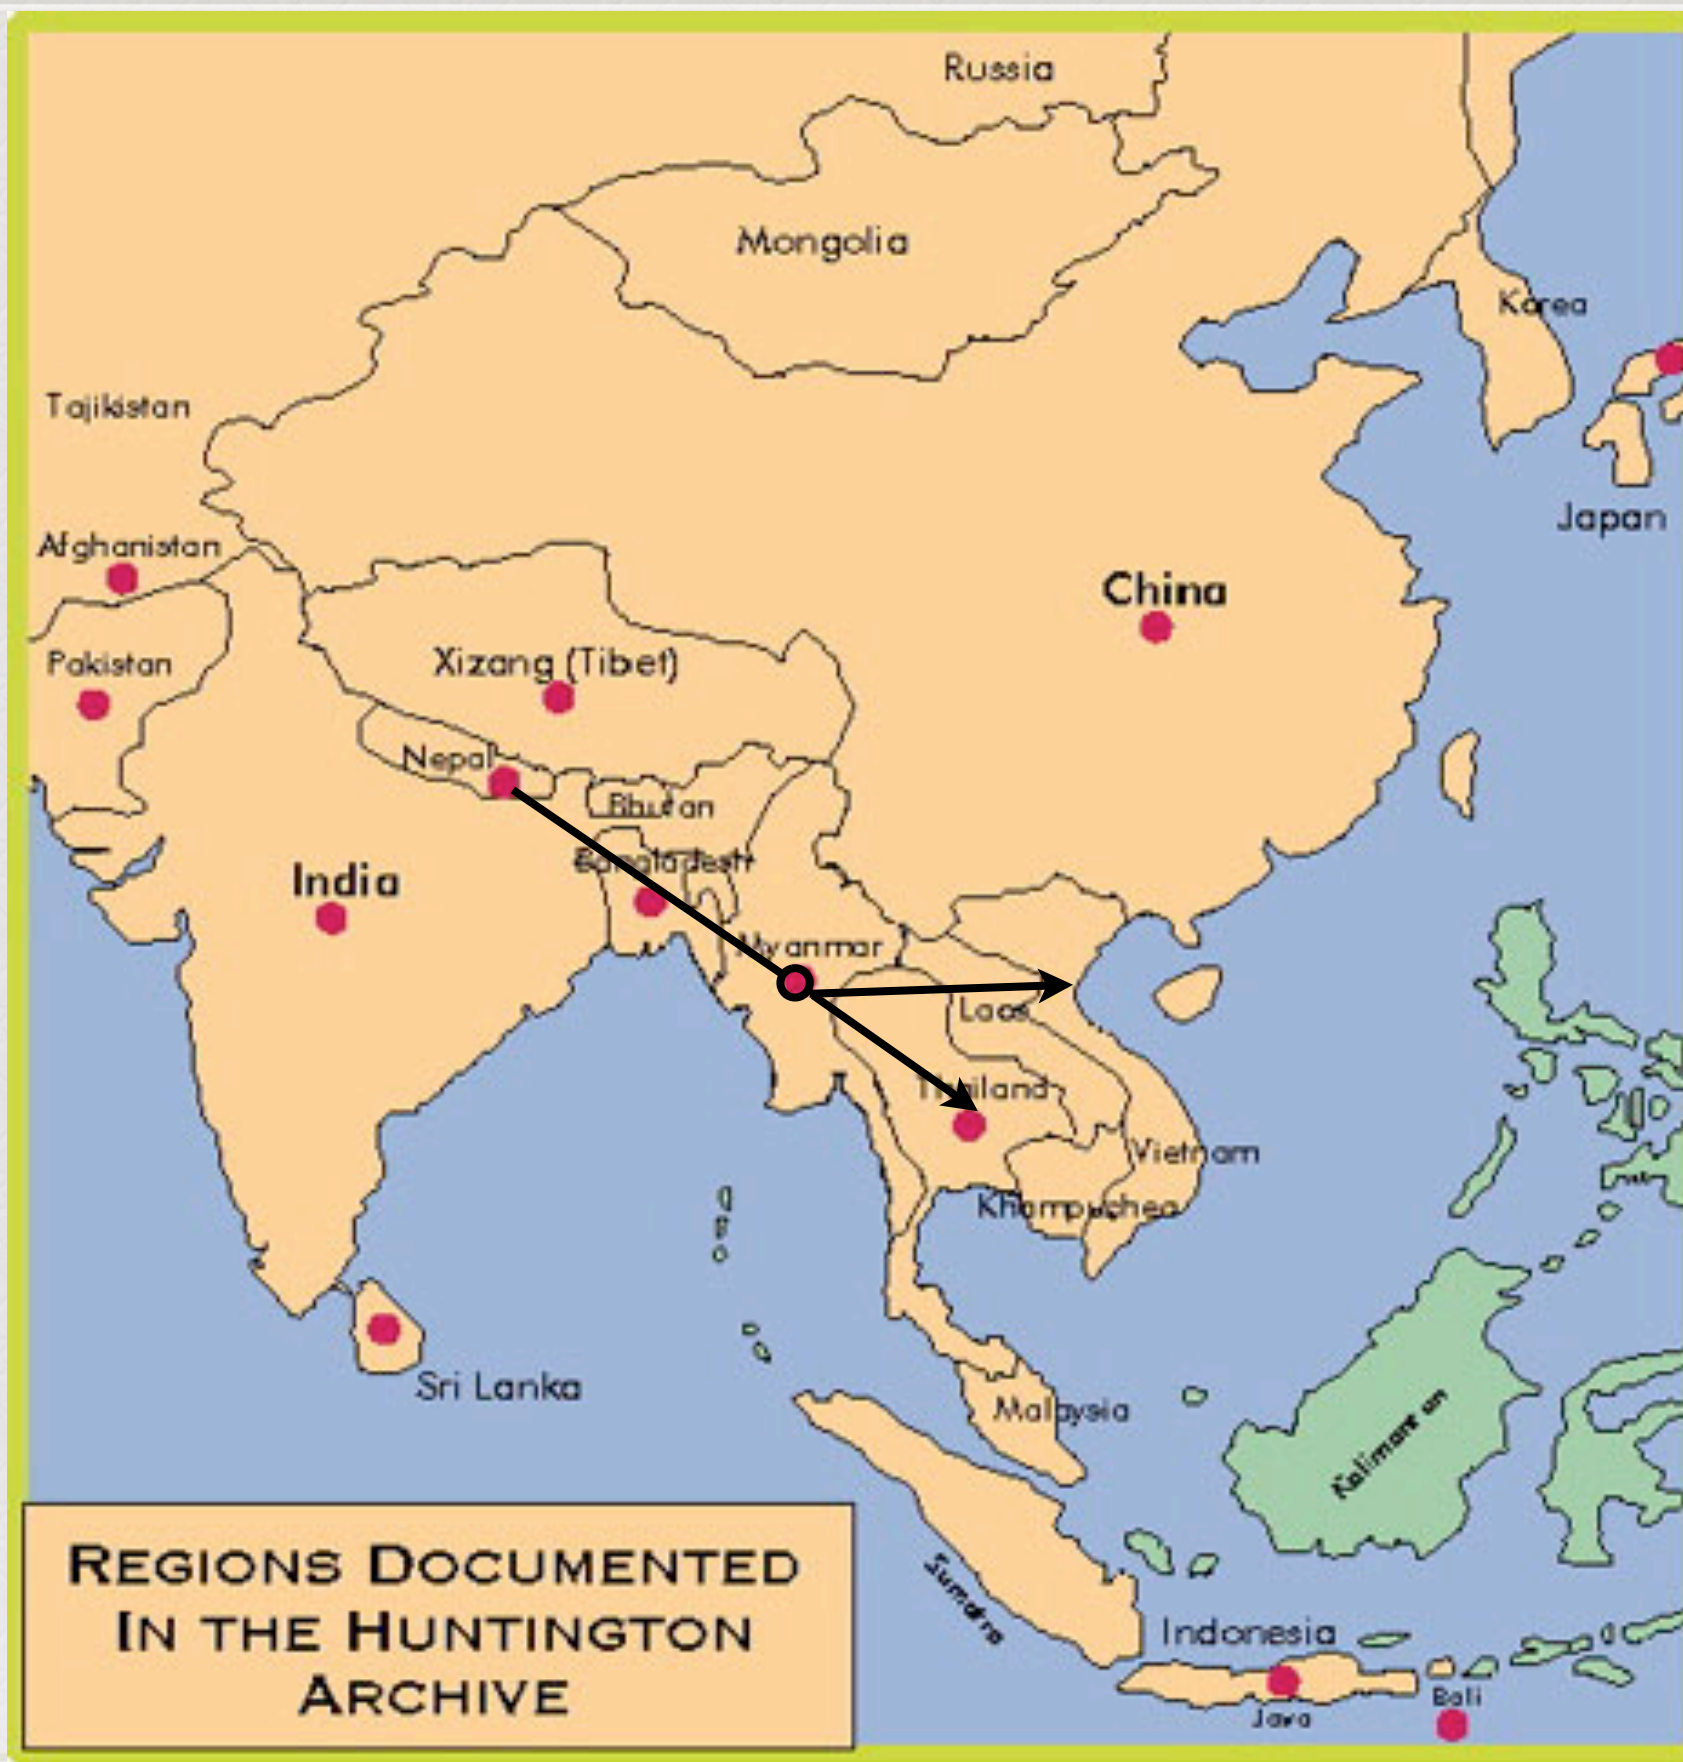 Russia
Mongolia
Korea
Tajikistan
Japan
Afghanistan
China
Pakistan
Xizang (Tibet)
Nepal
Bhutan
Bangladesh
India
Myanmar
Laos
Thailand
Vietnam
Khampuchea
Sri Lanka
Malaysia
Kalimantan
Sumatra
Indonesia
Bali
Java
REGIONS DOCUMENTED
IN THE HUNTINGTON
ARCHIVE